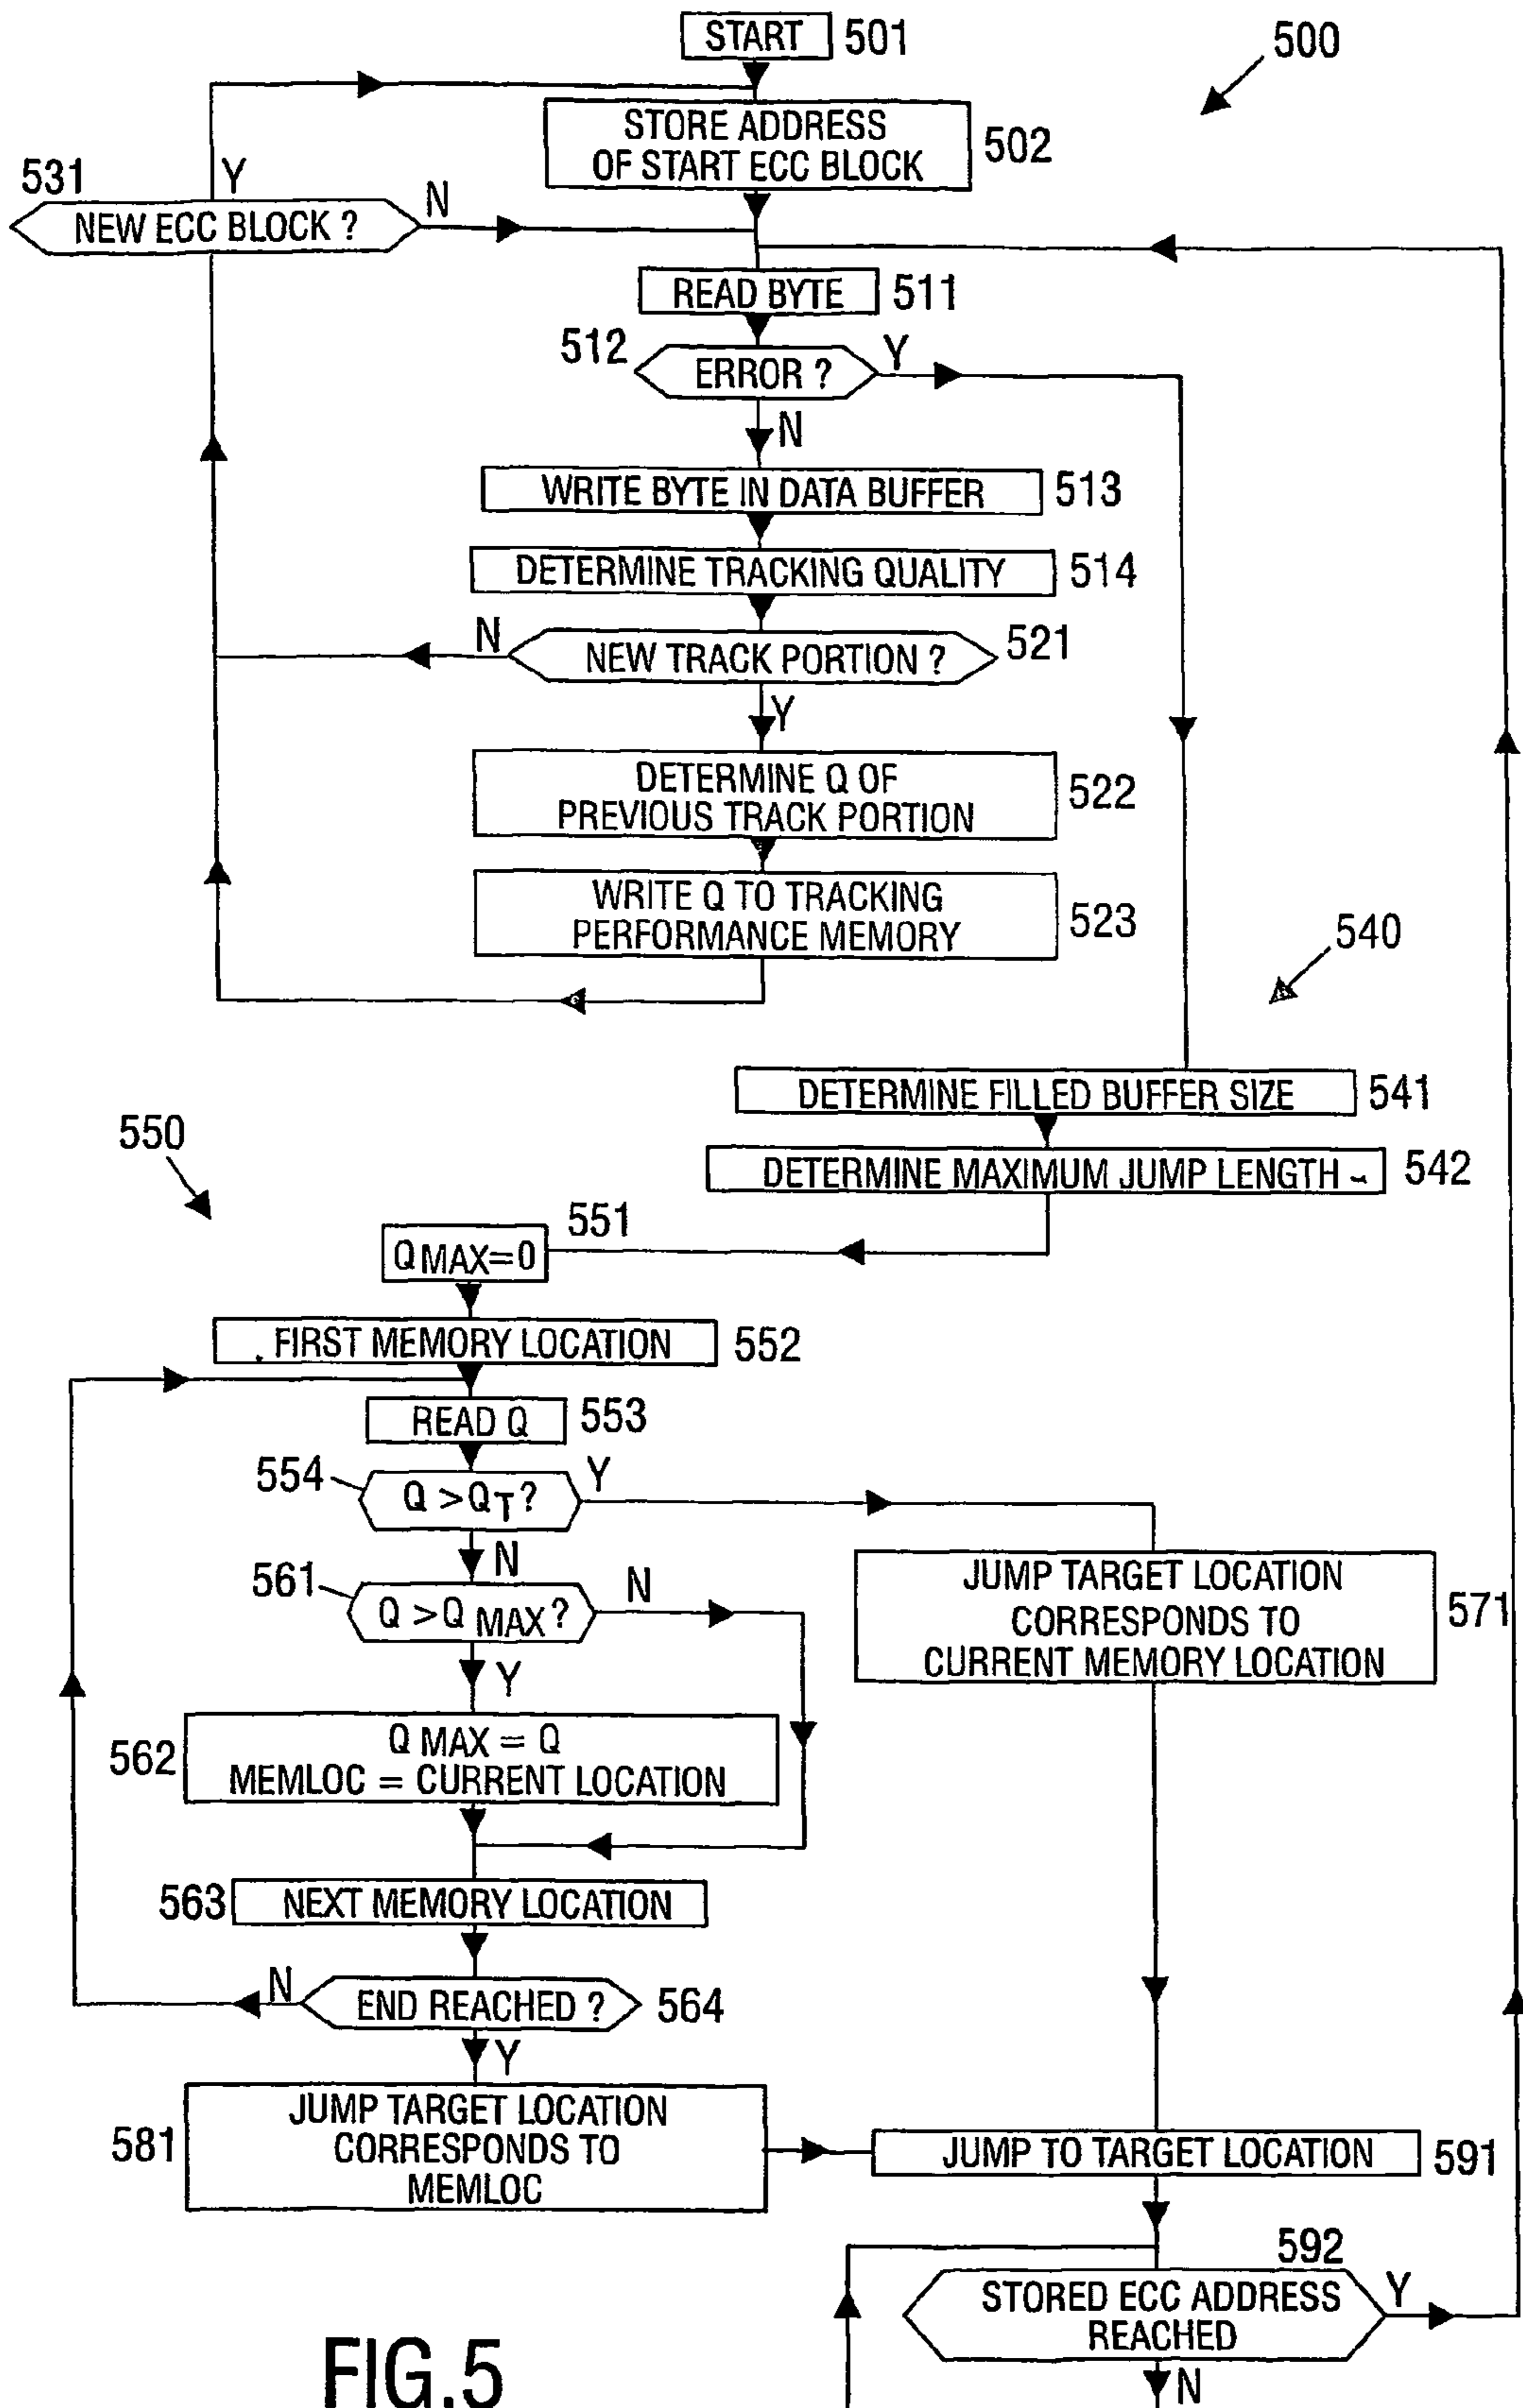 START 501
500
STORE ADDRESS
OF START ECC BLOCK 502
531
Y
NEW ECC BLOCK ?
N
READ BYTE 511
512
ERROR ?
Y
N
WRITE BYTE IN DATA BUFFER 513
DETERMINE TRACKING QUALITY 514
N
NEW TRACK PORTION ? 521
Y
DETERMINE Q OF
PREVIOUS TRACK PORTION 522
WRITE Q TO TRACKING
PERFORMANCE MEMORY 523
540
DETERMINE FILLED BUFFER SIZE 541
DETERMINE MAXIMUM JUMP LENGTH 542
550
551
Q MAX=0
FIRST MEMORY LOCATION 552
READ Q 553
554
Q >QT?
Y
N
561
Q >Q MAX?
N
Y
JUMP TARGET LOCATION
CORRESPONDS TO
CURRENT MEMORY LOCATION
571
562
Q MAX = Q
MEMLOC = CURRENT LOCATION
563 NEXT MEMORY LOCATION
N
END REACHED ? 564
Y
581
JUMP TARGET LOCATION
CORRESPONDS TO
MEMLOC
JUMP TO TARGET LOCATION 591
592
STORED ECC ADDRESS
REACHED
Y
N
FIG.5